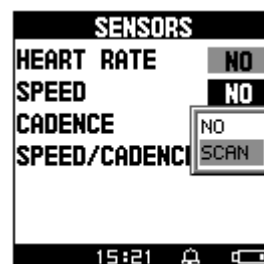 SENSORS
HEART RATE NO
SPEED NO
CADENCE NO
SPEED/CADENC SCAN
15:21